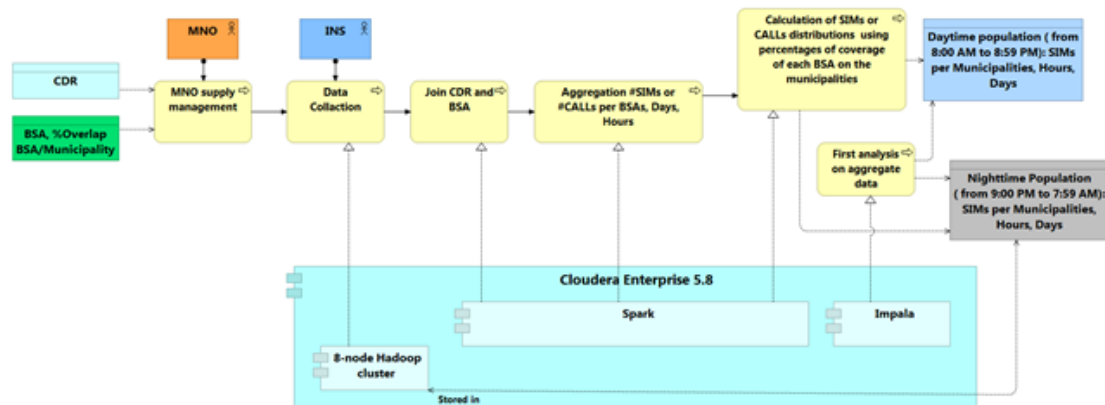 MNO
INS
CDR
BSA, %Overlap
BSA/Municipality
MNO supply
management
Data
Collection
Join CDR and
BSA
Aggregation #SIMs or
#CALLs per BSAs, Days,
Hours
Calculation of SIMs or
CALLs distributions using
percentages of coverage
of each BSA on the
municipalities
Daytime population ( from
8:00 AM to 8:59 PM): SIMs
per Municipalities, Hours,
Days
First analysis
on aggregate
data
Nighttime Population
( from 9:00 PM to 7:59 AM):
SIMs per Municipalities,
Hours, Days
Cloudera Enterprise 5.8
Spark
Impala
8-node Hadoop
cluster
Stored in